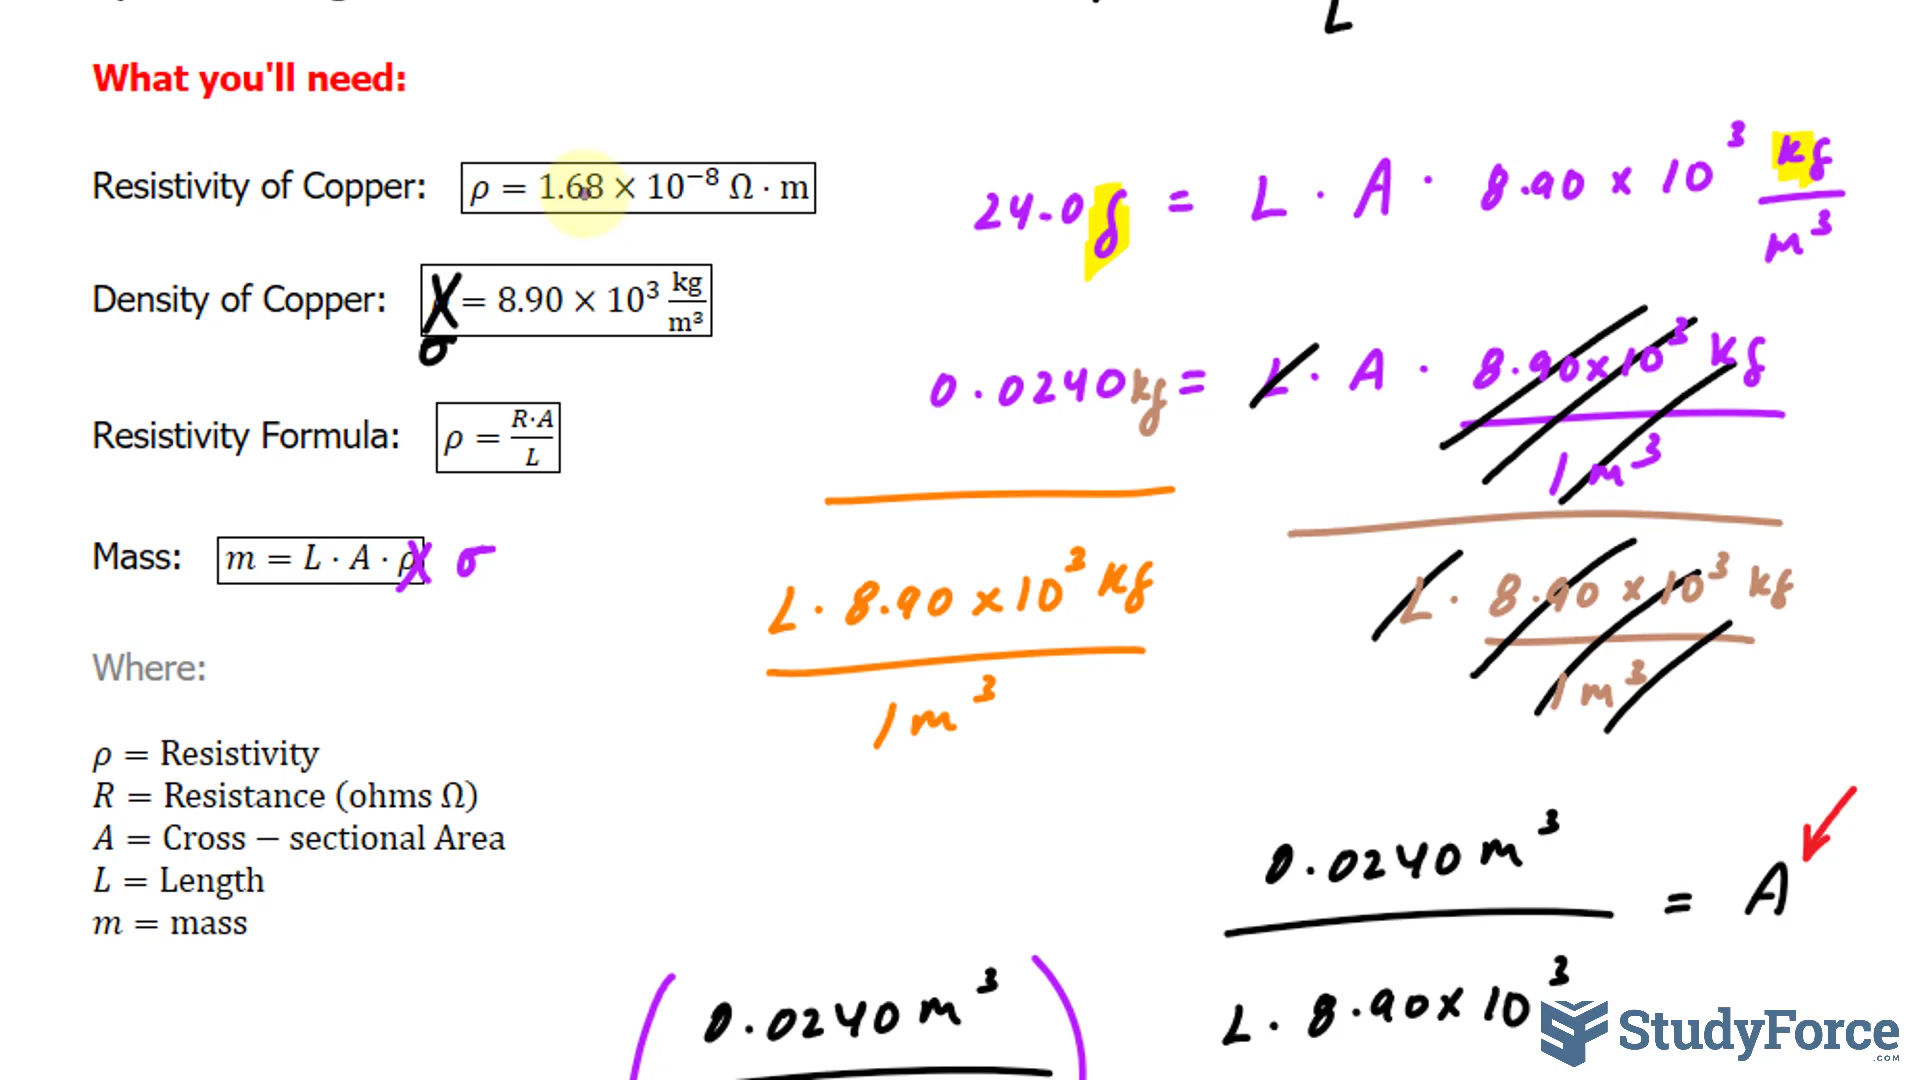 L
What you'll need:
Resistivity of Copper: ρ = 1.68 × 10⁻⁸ Ω · m
24.0g = L · A · 8.90 × 10³ kg/m³
Density of Copper: = 8.90 × 10³ kg/m³
σ
0.0240kg = L · A · 8.90×10³ kg
1m³
Resistivity Formula: ρ = R·A/L
L · 8.90 × 10³ kg
1m³
L · 8.90 × 10³ kg
1m³
Mass: m = L · A · ρ σ
Where:
ρ = Resistivity
R = Resistance (ohms Ω)
A = Cross − sectional Area
L = Length
m = mass
0.0240 m³
= A
L · 8.90× 10³
0.0240 m³
StudyForce
.COM